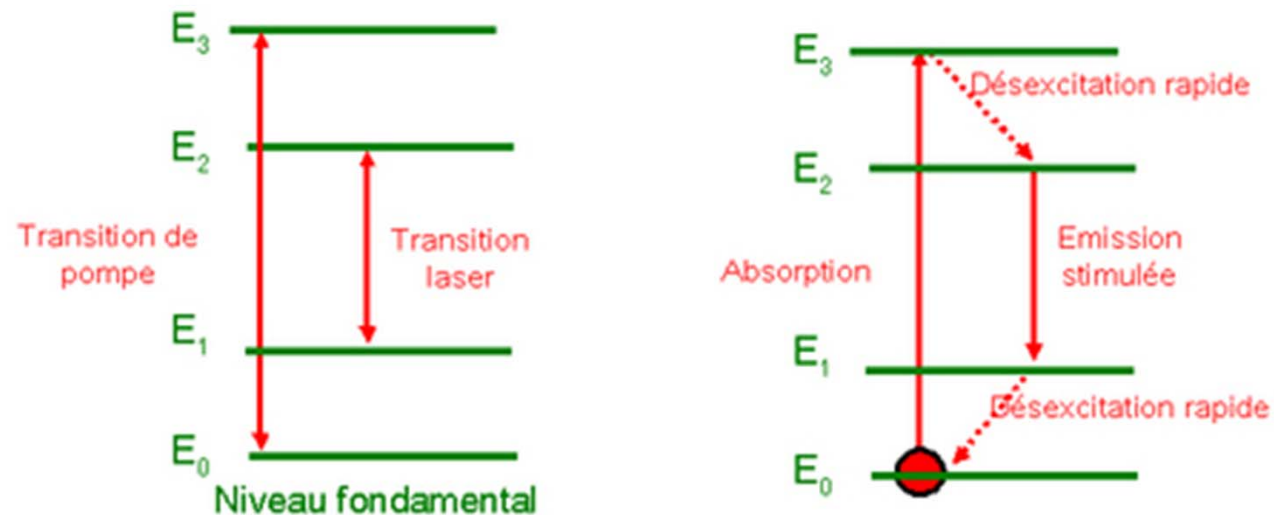 E3
E2
Transition de
pompe
Transition
laser
E1
E0
Niveau fondamental
E3
Désexcitation rapide
E2
Absorption
Emission
stimulée
E1
Désexcitation rapide
E0